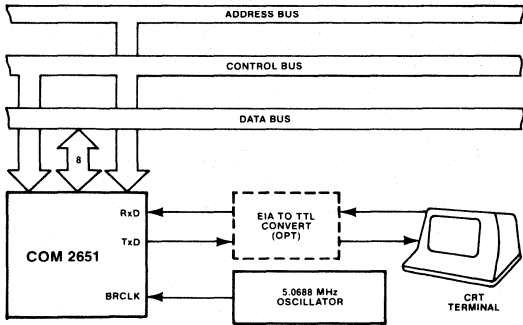 ADDRESS BUS
CONTROL BUS
DATA BUS
8
RxD
TxD
COM 2651
BRCLK
EIA TO TTL
CONVERT
(OPT)
5.0688 MHz
OSCILLATOR
CRT
TERMINAL